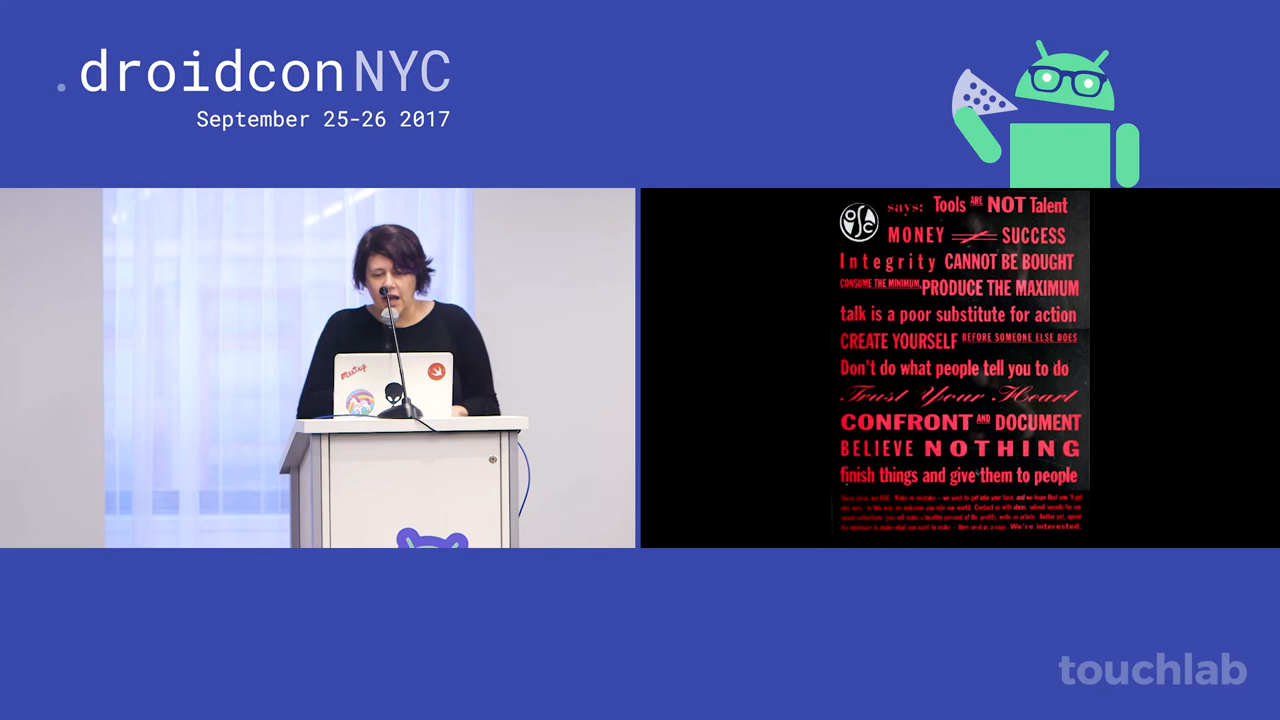 .droidcon NYC
September 25-26 2017
meetup
says: Tools ARE NOT Talent
MONEY SUCCESS
Integrity CANNOT BE BOUGHT
CONSUME THE MINIMUM, PRODUCE THE MAXIMUM
talk is a poor substitute for action
CREATE YOURSELF BEFORE SOMEONE ELSE DOES
Don't do what people tell you to do
Trust Your Heart
CONFRONT AND DOCUMENT
BELIEVE NOTHING
finish things and give them to people
We're interested.
touchlab